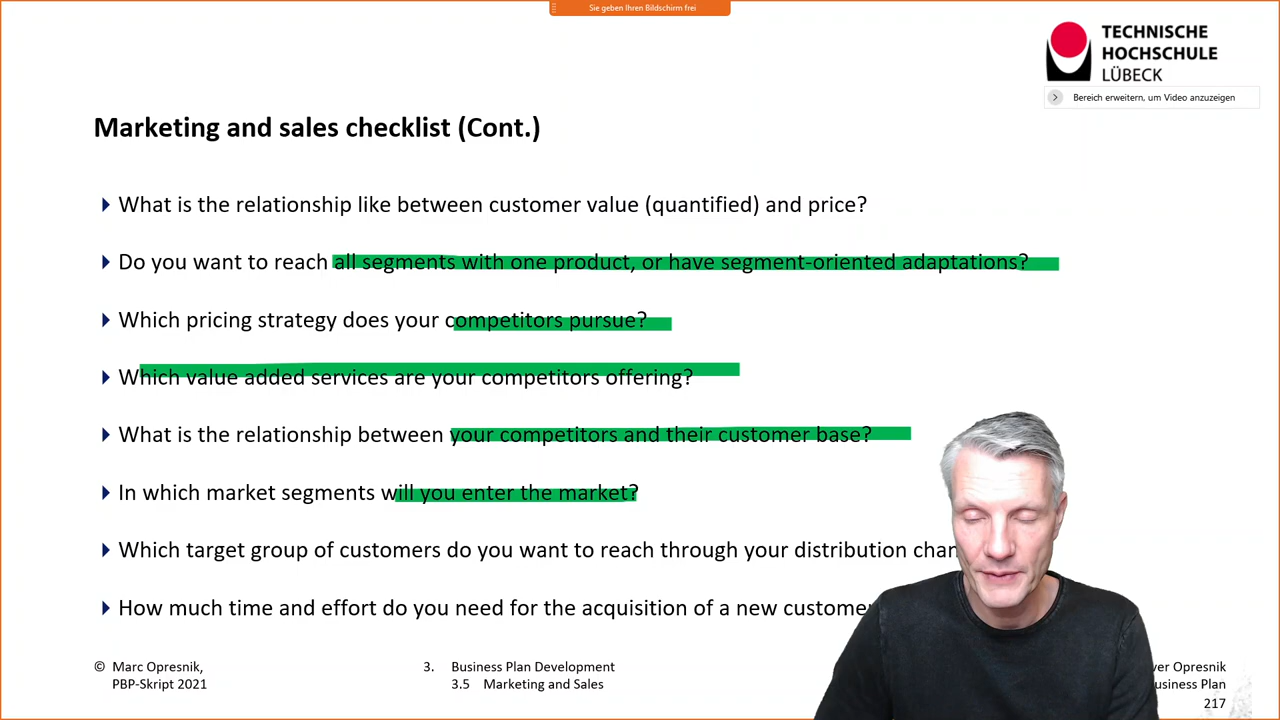 Sie geben Ihren Bildschirm frei
TECHNISCHE
HOCHSCHULE
LÜBECK
Bereich erweitern, um Video anzuzeigen
Marketing and sales checklist (Cont.)
What is the relationship like between customer value (quantified) and price?
Do you want to reach all segments with one product, or have segment-oriented adaptations?
Which pricing strategy does your competitors pursue?
Which value added services are your competitors offering?
What is the relationship between your competitors and their customer base?
In which market segments will you enter the market?
Which target group of customers do you want to reach through your distribution
How much time and effort do you need for the acquisition of a new
© Marc Opresnik,
PBP-Skript 2021
3. Business Plan Development
3.5 Marketing and Sales
Opresnik
Plan
217